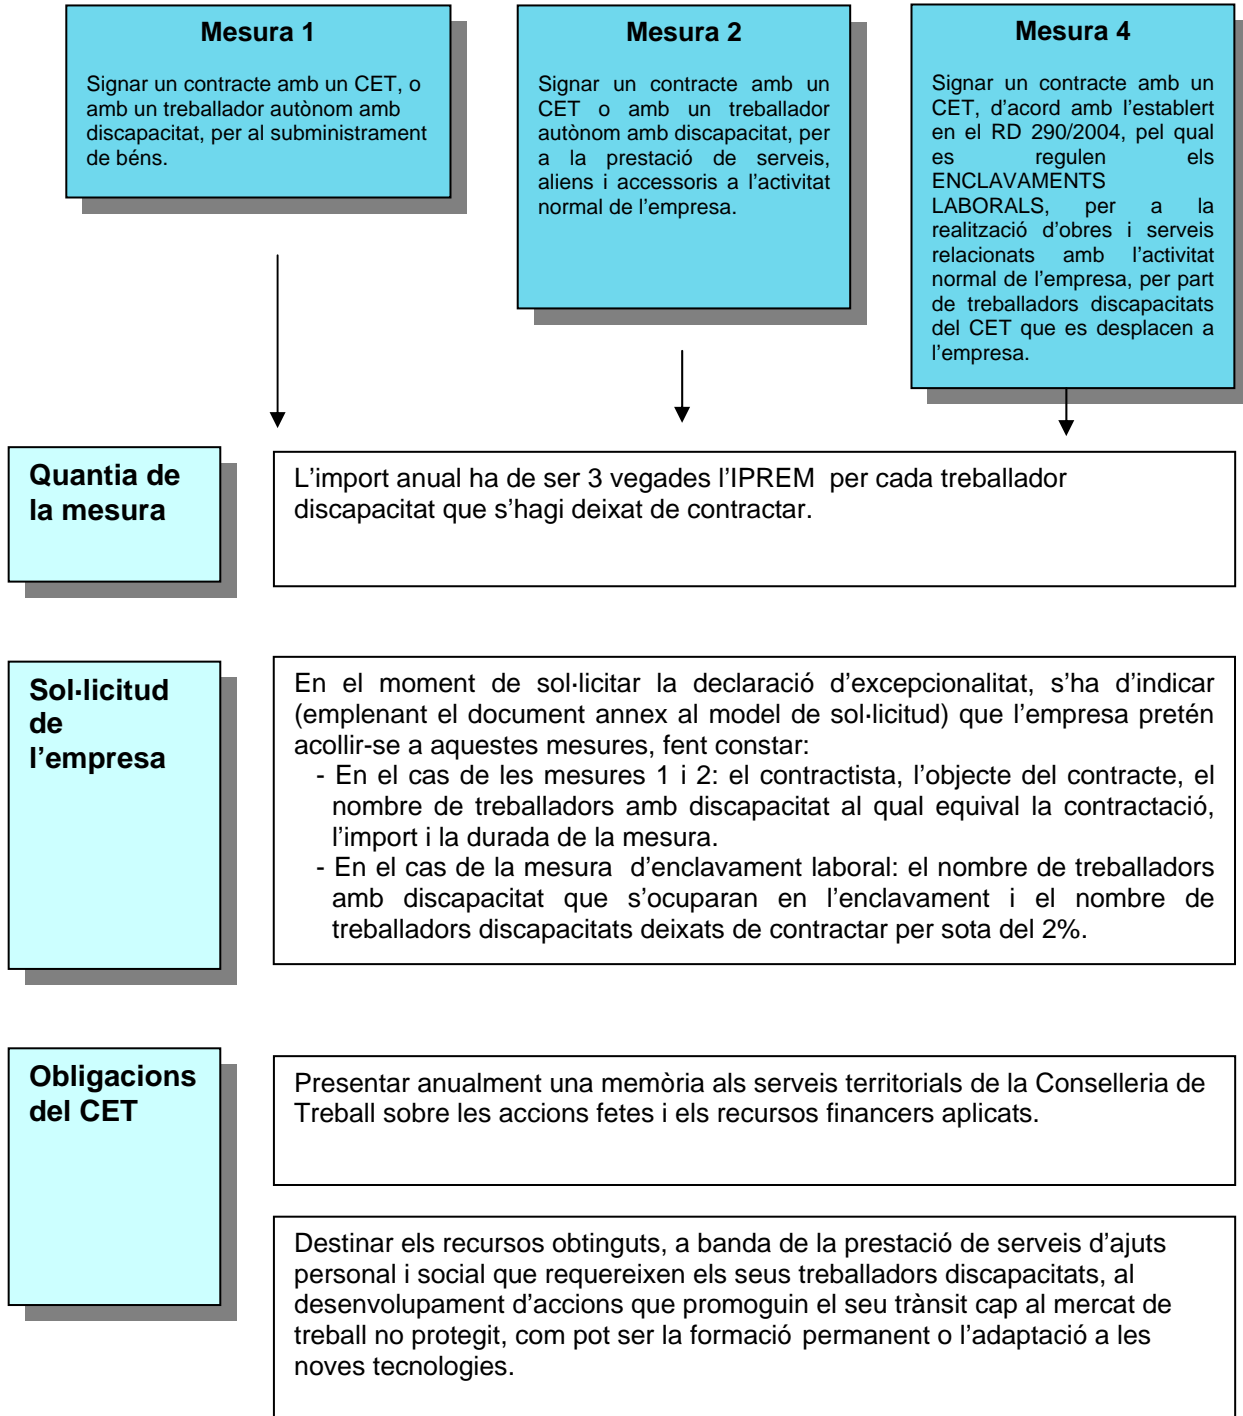 Mesura 1
Signar un contracte amb un CET, o
amb un treballador autònom amb
discapacitat, per al subministrament
de béns.
Mesura 2
Signar un contracte amb un
CET o amb un treballador
autònom amb discapacitat, per
a la prestació de serveis,
aliens i accessoris a l’activitat
normal de l’empresa.
Mesura 4
Signar un contracte amb un
CET, d’acord amb l’establert
en el RD 290/2004, pel qual
es regulen els
ENCLAVAMENTS
LABORALS, per a la
realització d’obres i serveis
relacionats amb l’activitat
normal de l’empresa, per part
de treballadors discapacitats
del CET que es desplacen a
l’empresa.
Quantia de
la mesura
L’import anual ha de ser 3 vegades l’IPREM per cada treballador
discapacitat que s’hagi deixat de contractar.
Sol·licitud
de
l’empresa
En el moment de sol·licitar la declaració d’excepcionalitat, s’ha d’indicar
(emplenant el document annex al model de sol·licitud) que l’empresa pretén
acollir-se a aquestes mesures, fent constar:
- En el cas de les mesures 1 i 2: el contractista, l’objecte del contracte, el
nombre de treballadors amb discapacitat al qual equival la contractació,
l’import i la durada de la mesura.
- En el cas de la mesura d’enclavament laboral: el nombre de treballadors
amb discapacitat que s’ocuparan en l’enclavament i el nombre de
treballadors discapacitats deixats de contractar per sota del 2%.
Obligacions
del CET
Presentar anualment una memòria als serveis territorials de la Conselleria de
Treball sobre les accions fetes i els recursos financers aplicats.
Destinar els recursos obtinguts, a banda de la prestació de serveis d’ajuts
personal i social que requereixen els seus treballadors discapacitats, al
desenvolupament d’accions que promoguin el seu trànsit cap al mercat de
treball no protegit, com pot ser la formació permanent o l’adaptació a les
noves tecnologies.